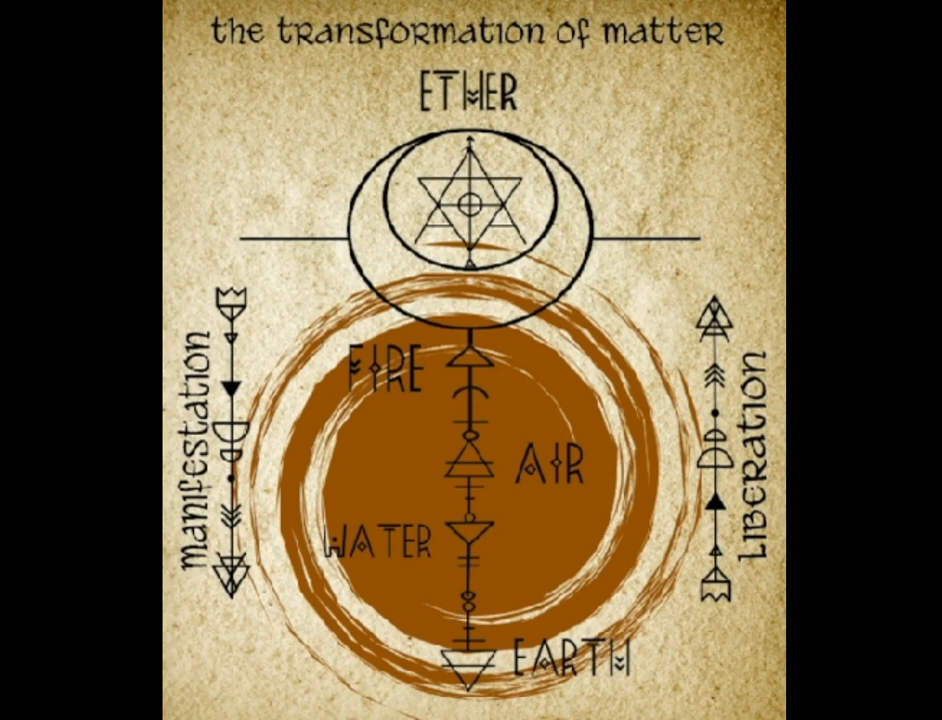 the transformation of matter
ETHER
FIRE
AIR
WATER
EARTH
manifestation
LIBERation